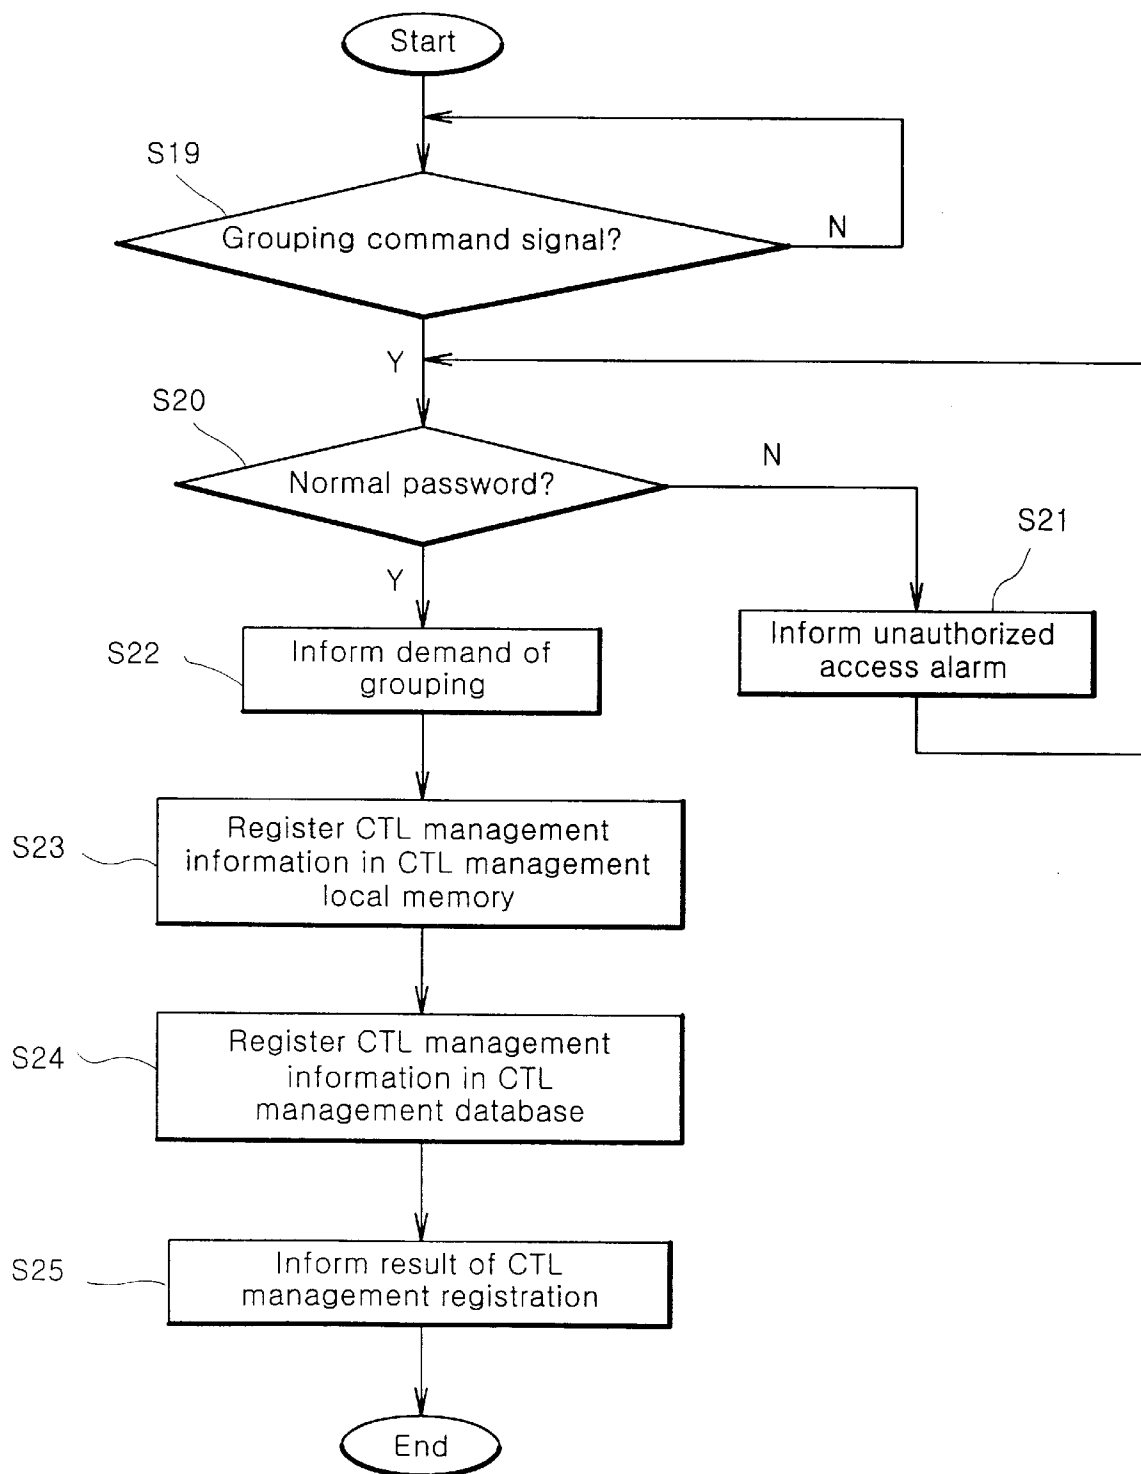 Start
S19
Grouping command signal?
N
Y
S20
Normal password?
N
S21
Y
Inform unauthorized
access alarm
S22
Inform demand of
grouping
S23
Register CTL management
information in CTL management
local memory
S24
Register CTL management
information in CTL
management database
S25
Inform result of CTL
management registration
End